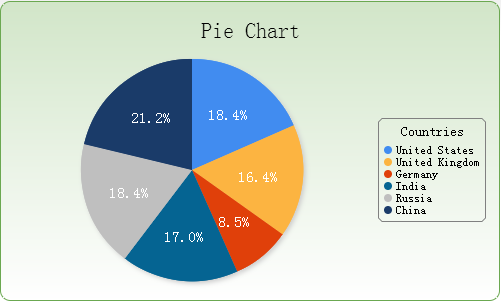 Pie Chart
21.2%
18.4%
16.4%
18.4%
8.5%
17.0%
Countries
United States
United Kingdom
Germany
India
Russia
China